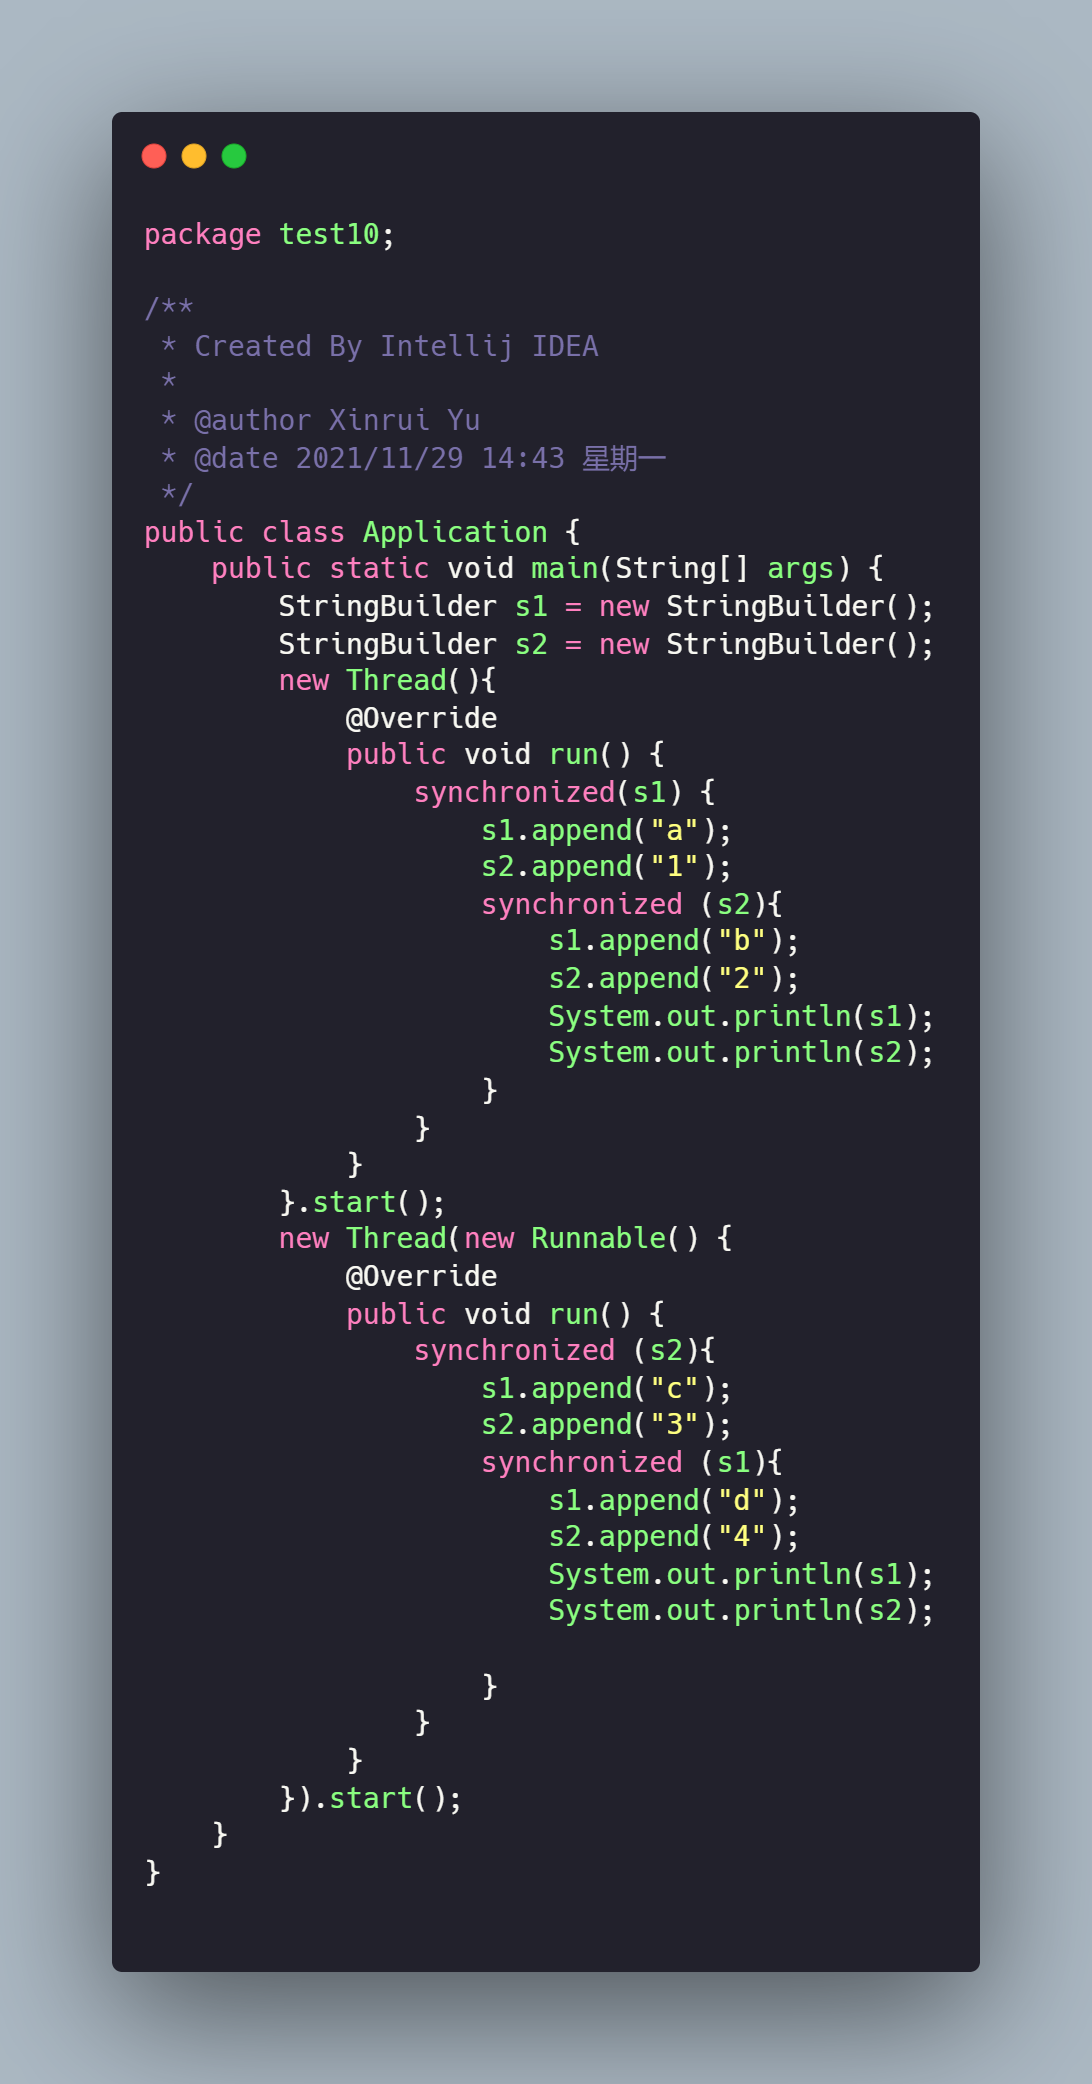 package test10;

/**
 * Created By Intellij IDEA
 *
 * @author Xinrui Yu
 * @date 2021/11/29 14:43 星期一
 */
public class Application {
    public static void main(String[] args) {
        StringBuilder s1 = new StringBuilder();
        StringBuilder s2 = new StringBuilder();
        new Thread(){
            @Override
            public void run() {
                synchronized(s1) {
                    s1.append("a");
                    s2.append("1");
                    synchronized (s2){
                        s1.append("b");
                        s2.append("2");
                        System.out.println(s1);
                        System.out.println(s2);
                    }
                }
            }
        }.start();
        new Thread(new Runnable() {
            @Override
            public void run() {
                synchronized (s2){
                    s1.append("c");
                    s2.append("3");
                    synchronized (s1){
                        s1.append("d");
                        s2.append("4");
                        System.out.println(s1);
                        System.out.println(s2);

                    }
                }
            }
        }).start();
    }
}